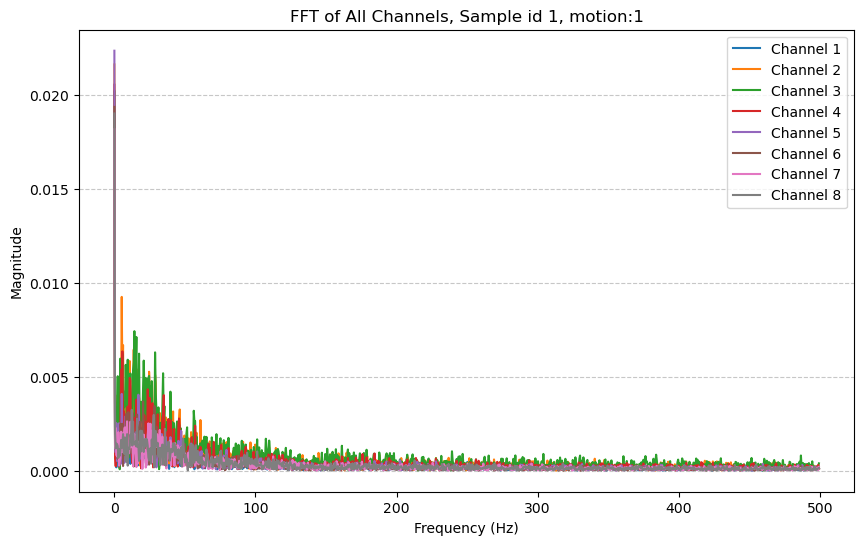 FFT of All Channels, Sample id 1, motion:1
Channel 1
Channel 2
Channel 3
Channel 4
Channel 5
Channel 6
Channel 7
Channel 8
0.020
0.015
0.010
0.005
0.000
Magnitude
0 100 200 300 400 500
Frequency (Hz)